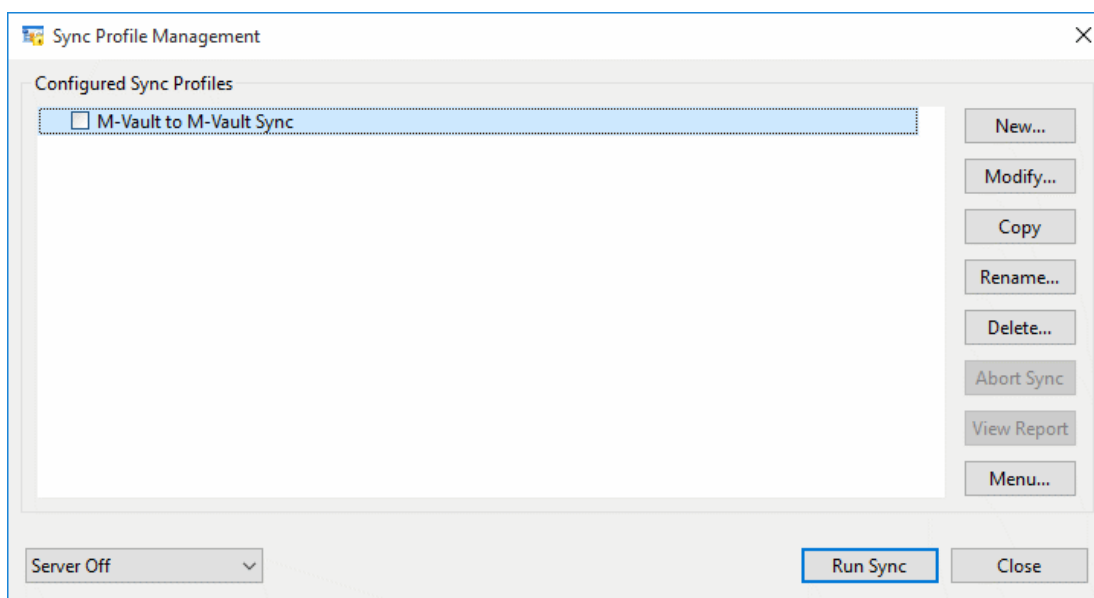 Sync Profile Management
Configured Sync Profiles
M-Vault to M-Vault Sync
New...
Modify...
Copy
Rename...
Delete...
Abort Sync
View Report
Menu...
Server Off
Run Sync
Close